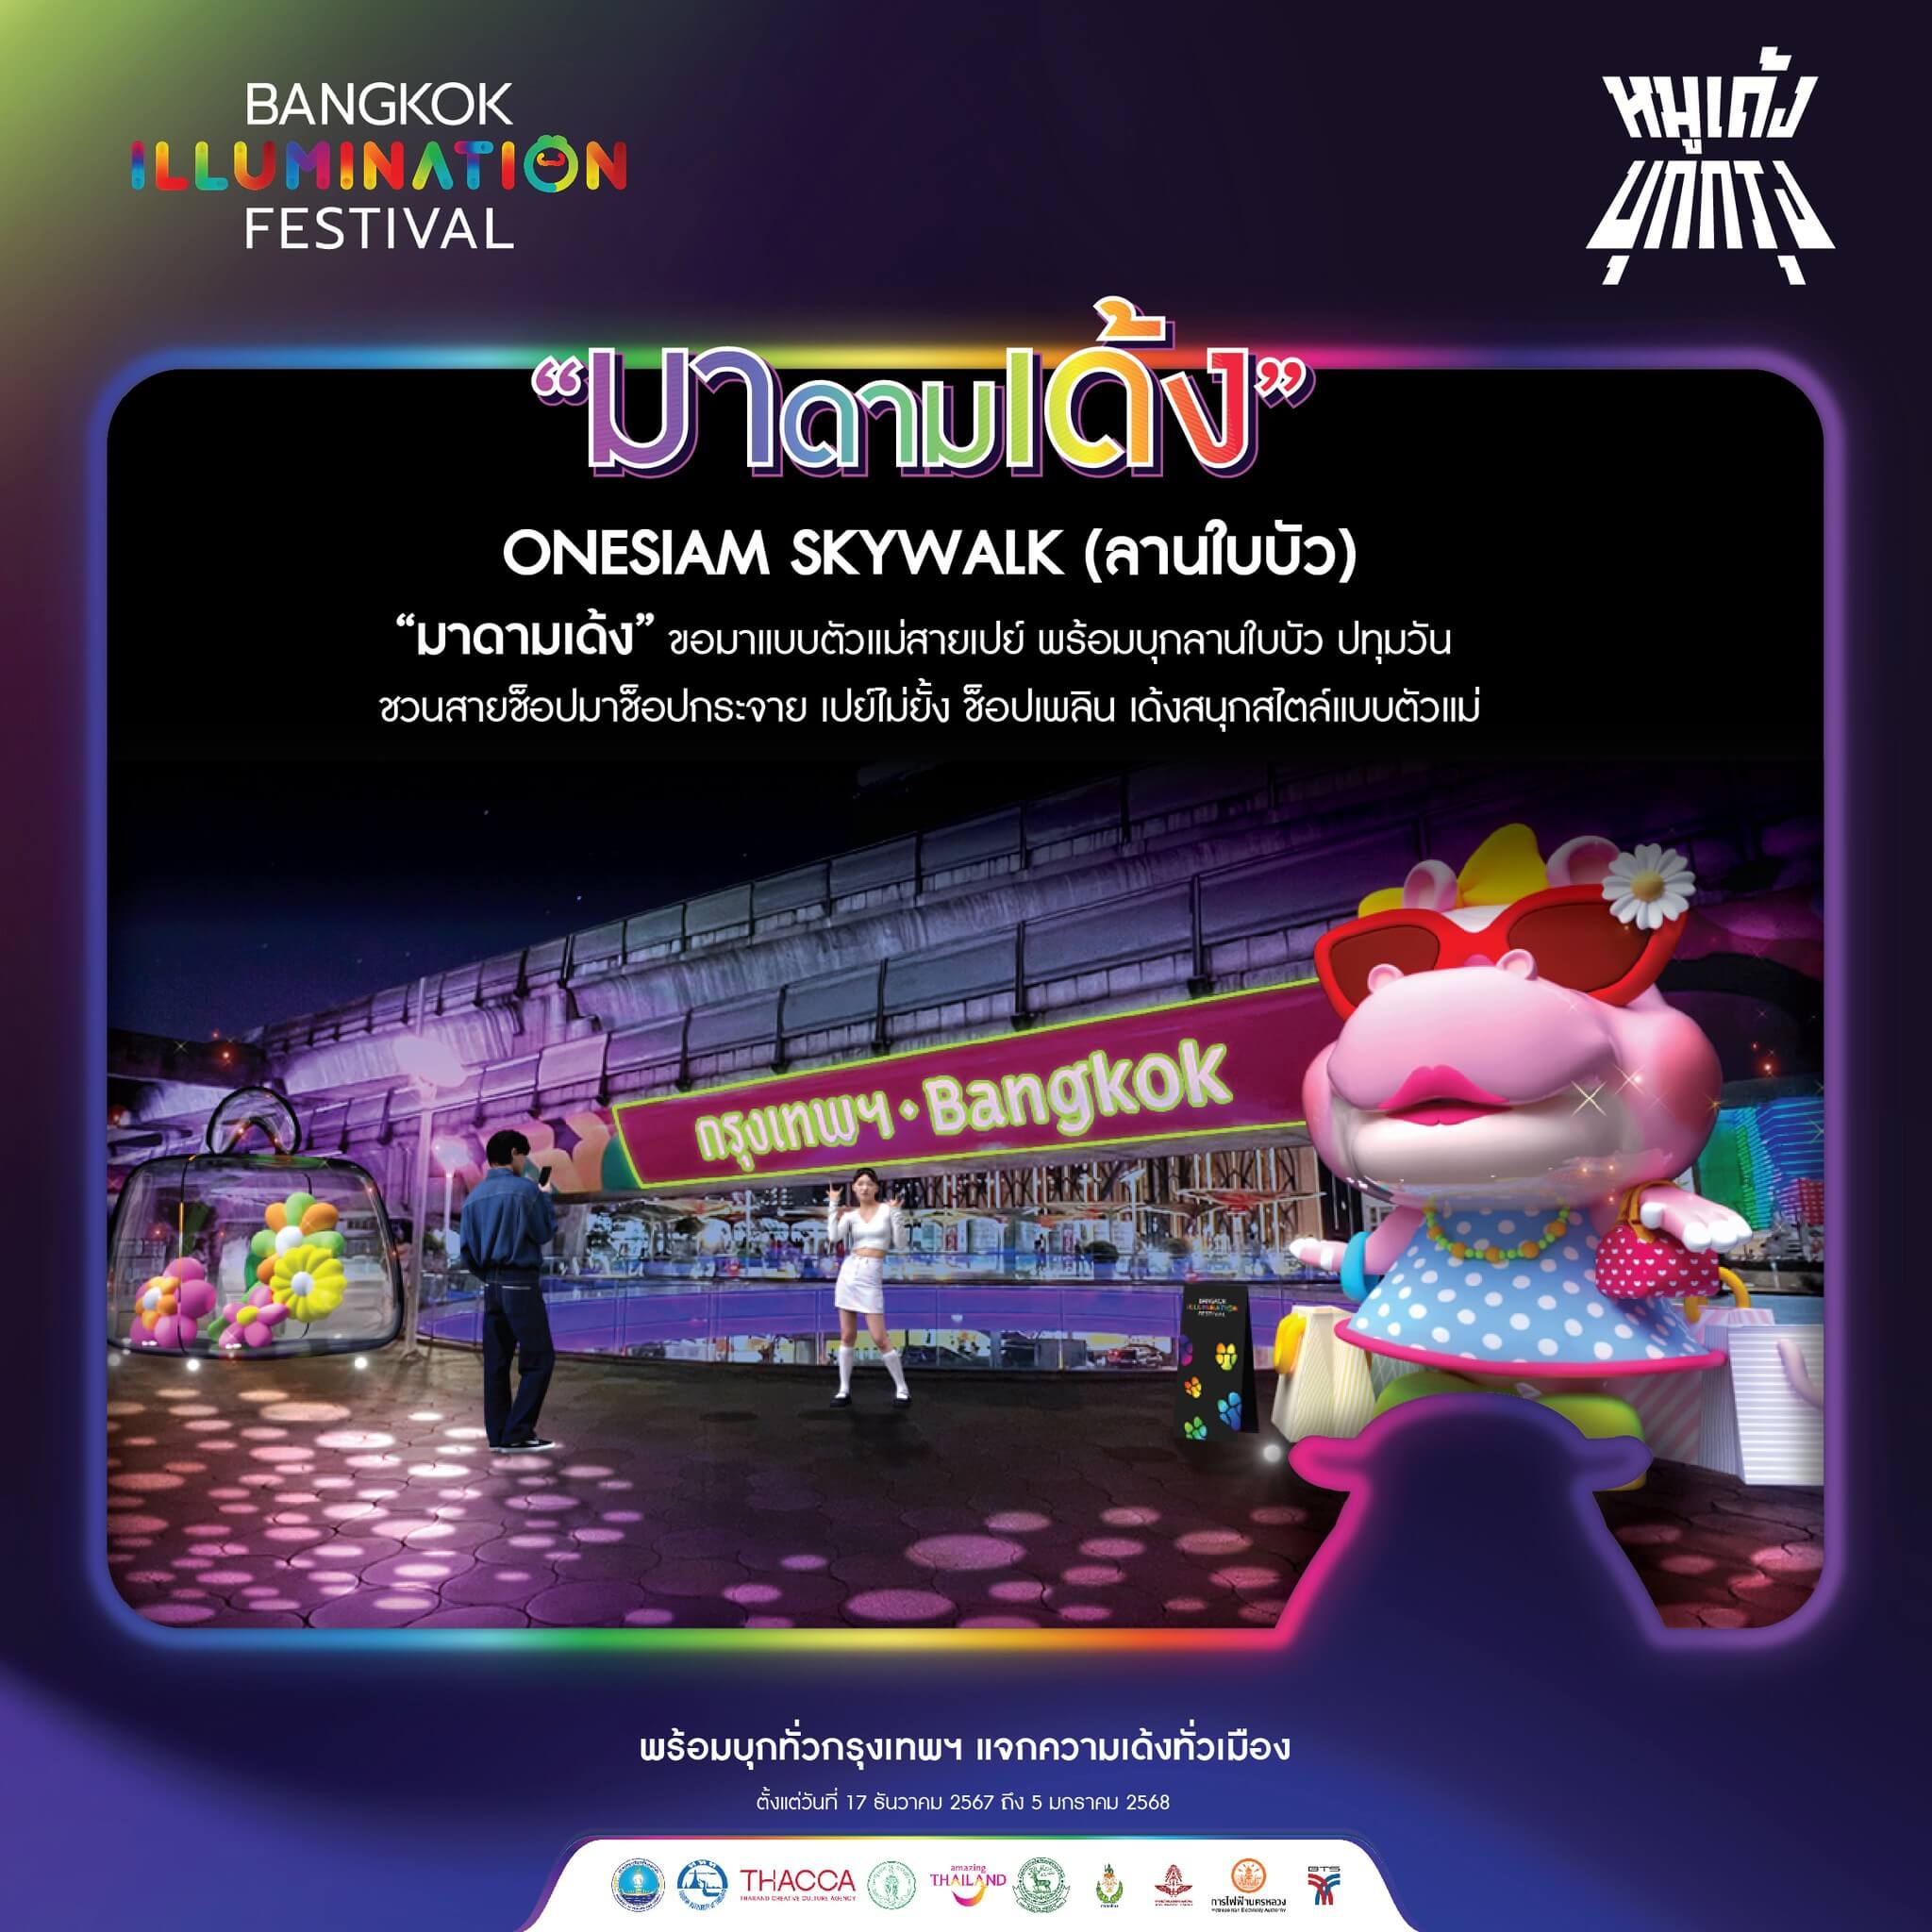 BANGKOK
ILLUMINATION
FESTIVAL
หมูเด้ง
บุกกรุง
“มาดามเด้ง”
ONESIAM SKYWALK (ลานใบบัว)
“มาดามเด้ง” ขอมาแบบตัวแม่สายเปย์ พร้อมบุกลานใบบัว ปทุมวัน
ชวนสายช็อปมาช็อปกระจาย เปย์ไม่ยั้ง ช็อปเพลิน เด้งสนุกสไตล์แบบตัวแม่
กรุงเทพฯ • Bangkok
BANGKOK
ILLUMINATION
FESTIVAL
พร้อมบุกทั่วกรุงเทพฯ แจกความเด้งทั่วเมือง
ตั้งแต่วันที่ 17 ธันวาคม 2567 ถึง 5 มกราคม 2568
THACCA
THAILAND CREATIVE CULTURE AGENCY
amazing
THAILAND
การไฟฟ้านครหลวง
Metropolitan Electricity Authority
BTS